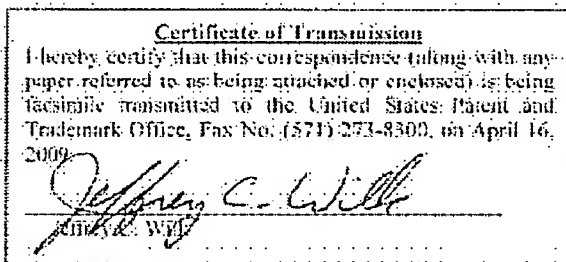 Certificate of Transmission
I hereby certify that this correspondence (along with any
paper referred to as being attached or enclosed) is being
facsimile transmitted to the United States Patent and
Trademark Office, Fax No. (571) 273-8300, on April 16,
2009
Jeffrey C. Wilk